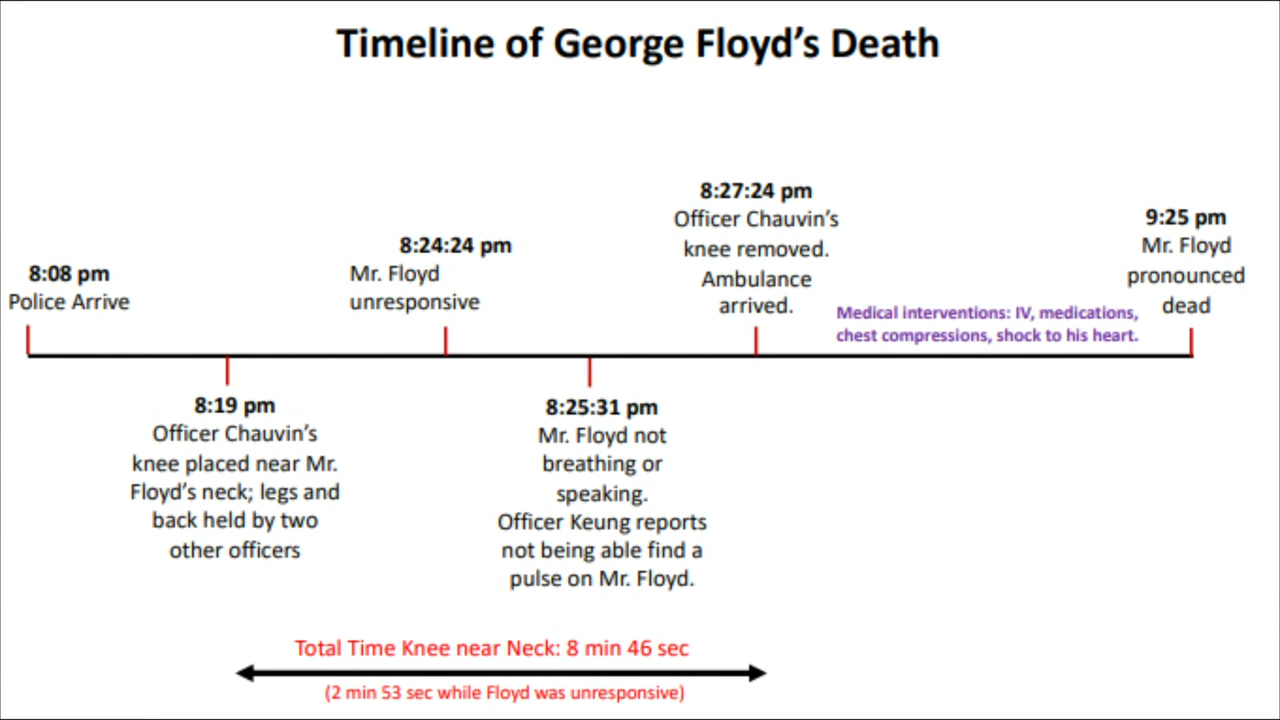 Timeline of George Floyd's Death
8:08 pm
Police Arrive
8:19 pm
Officer Chauvin's
knee placed near Mr.
Floyd's neck; legs and
back held by two
other officers
8:24:24 pm
Mr. Floyd
unresponsive
8:25:31 pm
Mr. Floyd not
breathing or
speaking.
Officer Keung reports
not being able find a
pulse on Mr. Floyd.
8:27:24 pm
Officer Chauvin's
knee removed.
Ambulance
arrived.
Medical interventions: IV, medications,
chest compressions, shock to his heart.
9:25 pm
Mr. Floyd
pronounced
dead
Total Time Knee near Neck: 8 min 46 sec
(2 min 53 sec while Floyd was unresponsive)